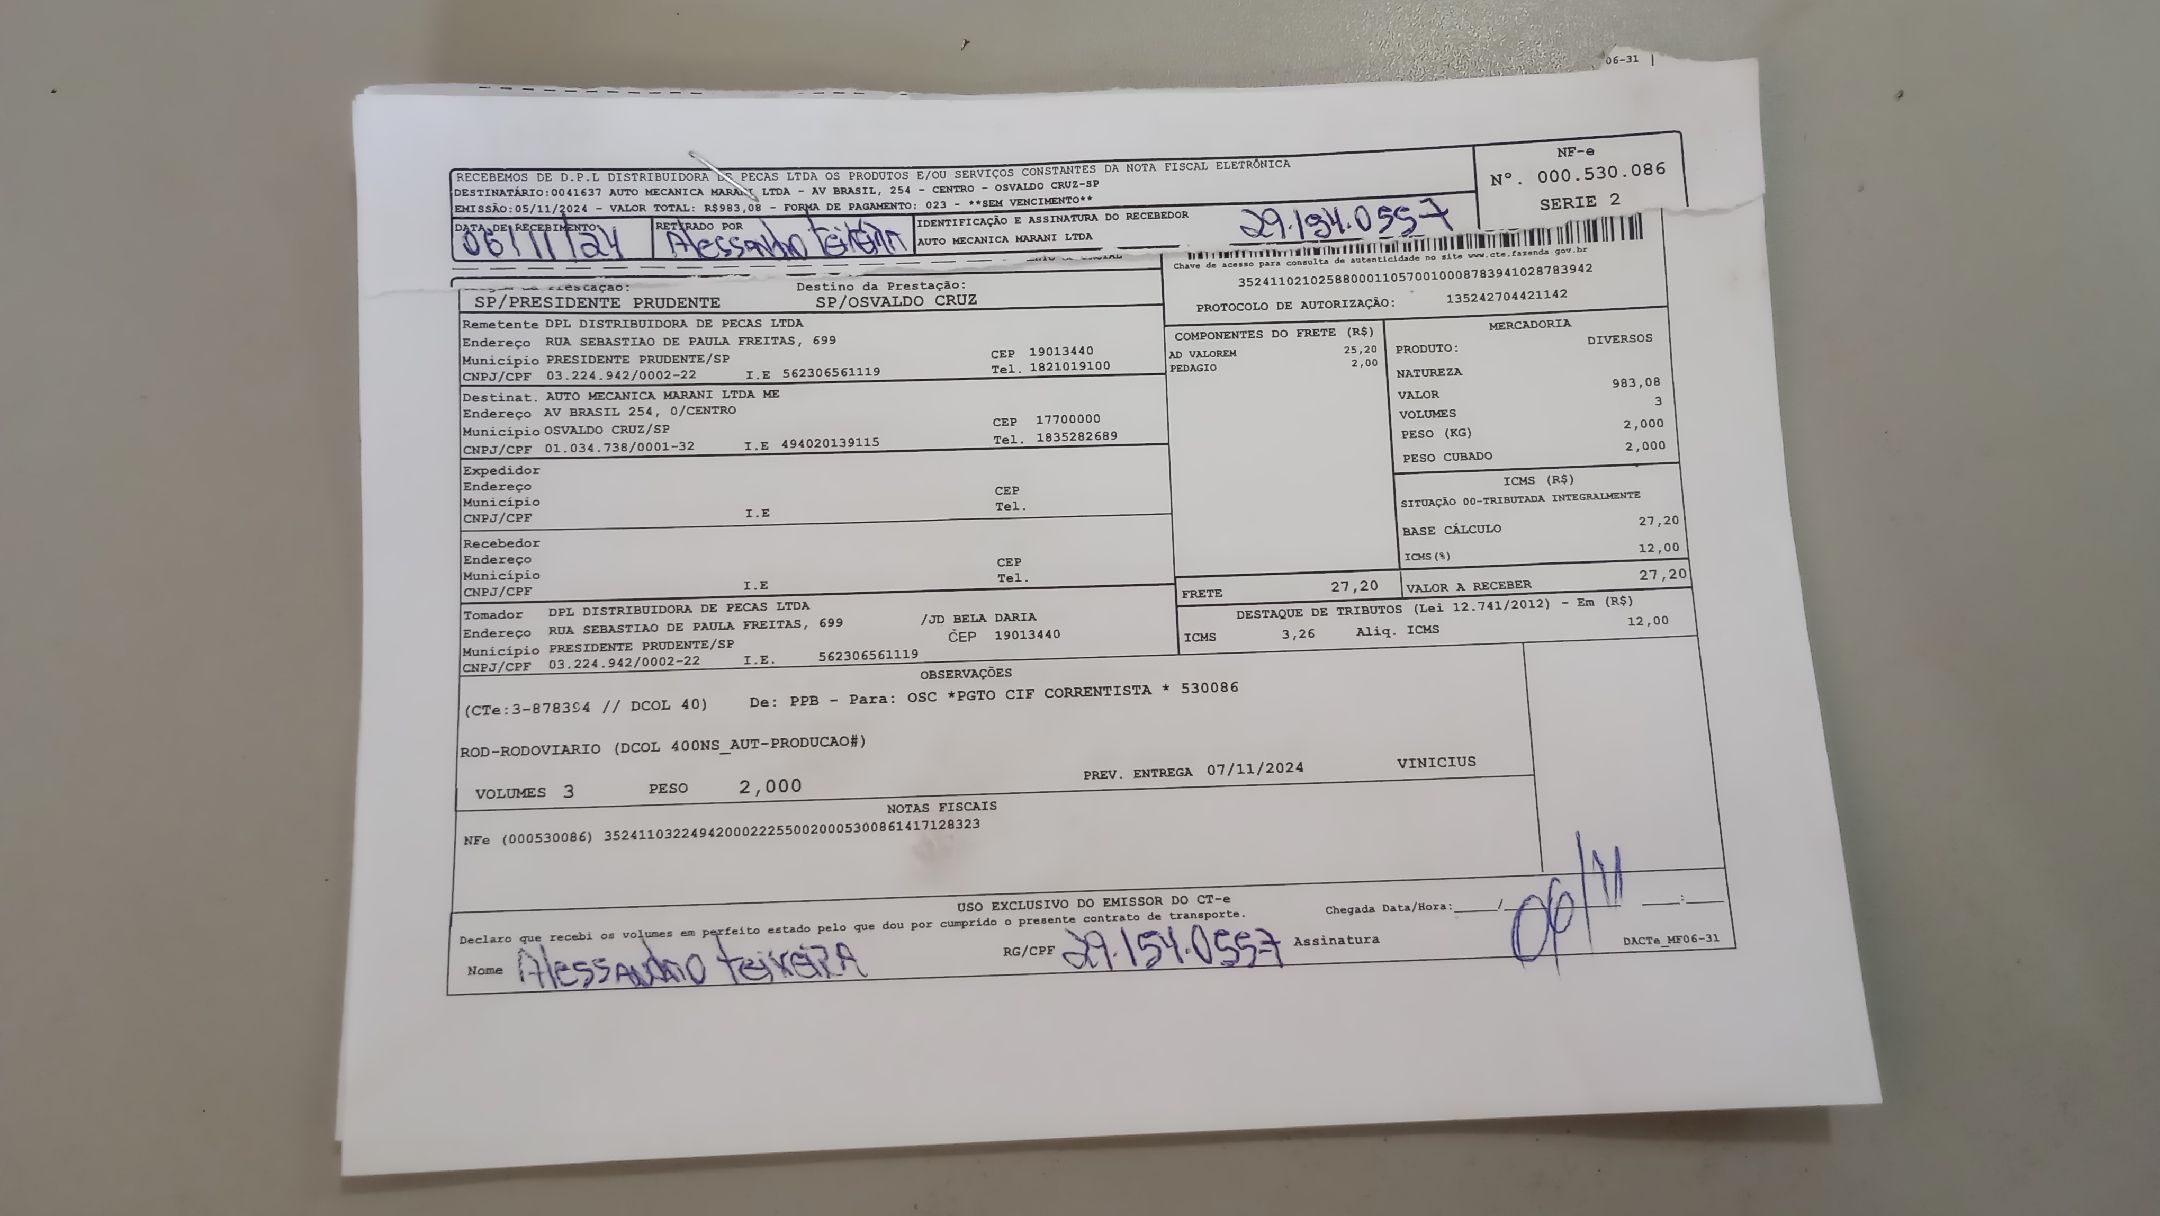 06-31 |
RECEBEMOS DE D.P.L DISTRIBUIDORA DE PECAS LTDA OS PRODUTOS E/OU SERVIÇOS CONSTANTES DA NOTA FISCAL ELETRÔNICA
DESTINATÁRIO:0041637 AUTO MECANICA MARANI LTDA - AV BRASIL, 254 - CENTRO - OSVALDO CRUZ-SP
EMISSÃO:05/11/2024 - VALOR TOTAL: R$983,08 - FORMA DE PAGAMENTO: 023 - **SEM VENCIMENTO**
NF-e
Nº. 000.530.086
SERIE 2
DATA DE RECEBIMENTO
06/11/24
RETIRADO POR
Alessandro Teixeira
IDENTIFICAÇÃO E ASSINATURA DO RECEBEDOR
AUTO MECANICA MARANI LTDA
29.154.0557
Chave de acesso para consulta de autenticidade no site www.cte.fazenda.gov.br
35241102102588000110570010008783941028783942
PROTOCOLO DE AUTORIZAÇÃO: 135242704421142
Destino da Prestação:
SP/PRESIDENTE PRUDENTE SP/OSVALDO CRUZ
Remetente DPL DISTRIBUIDORA DE PECAS LTDA
Endereço RUA SEBASTIAO DE PAULA FREITAS, 699
Município PRESIDENTE PRUDENTE/SP CEP 19013440
CNPJ/CPF 03.224.942/0002-22 I.E 562306561119 Tel. 1821019100
Destinat. AUTO MECANICA MARANI LTDA ME
Endereço AV BRASIL 254, 0/CENTRO
Município OSVALDO CRUZ/SP CEP 17700000
CNPJ/CPF 01.034.738/0001-32 I.E 494020139115 Tel. 1835282689
Expedidor
Endereço
Município CEP
CNPJ/CPF I.E Tel.
Recebedor
Endereço
Município CEP
CNPJ/CPF I.E Tel.
Tomador DPL DISTRIBUIDORA DE PECAS LTDA
Endereço RUA SEBASTIAO DE PAULA FREITAS, 699 /JD BELA DARIA
Município PRESIDENTE PRUDENTE/SP CEP 19013440
CNPJ/CPF 03.224.942/0002-22 I.E. 562306561119
COMPONENTES DO FRETE (R$)
AD VALOREM 25,20
PEDAGIO 2,00
FRETE 27,20
MERCADORIA
PRODUTO: DIVERSOS
NATUREZA
VALOR 983,08
VOLUMES 3
PESO (KG) 2,000
PESO CUBADO 2,000
ICMS (R$)
SITUAÇÃO 00-TRIBUTADA INTEGRALMENTE
BASE CÁLCULO 27,20
ICMS(%) 12,00
VALOR A RECEBER 27,20
DESTAQUE DE TRIBUTOS (Lei 12.741/2012) - Em (R$)
ICMS 3,26 Aliq. ICMS 12,00
OBSERVAÇÕES
(CTe:3-878394 // DCOL 40) De: PPB - Para: OSC *PGTO CIF CORRENTISTA * 530086
ROD-RODOVIARIO (DCOL 400NS_AUT-PRODUCAO#)
VOLUMES 3 PESO 2,000 PREV. ENTREGA 07/11/2024 VINICIUS
NOTAS FISCAIS
NFe (000530086) 35241103224942000222550020005300861417128323
USO EXCLUSIVO DO EMISSOR DO CT-e
Declaro que recebi os volumes em perfeito estado pelo que dou por cumprido o presente contrato de transporte.
Chegada Data/Hora:_____/ ____:____
06/11
Nome Alessandro Teixeira RG/CPF 29.154.0557 Assinatura
DACTe_MF06-31